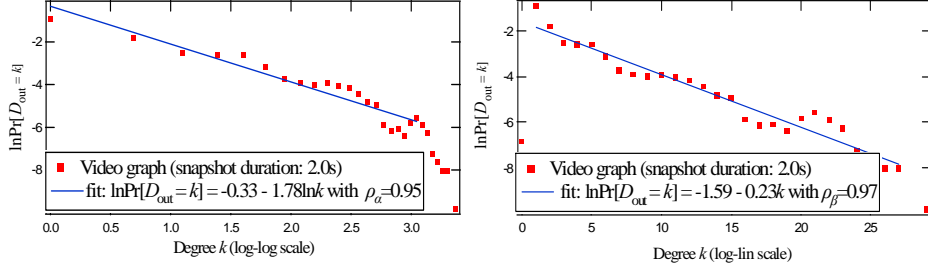 lnPr[D_out = k]
-2
-4
-6
-8
Video graph (snapshot duration: 2.0s)
fit: lnPr[D_out = k] = -0.33 - 1.78lnk with ρ_α=0.95
0.0 0.5 1.0 1.5 2.0 2.5 3.0
Degree k (log-log scale)
lnPr[D_out = k]
-2
-4
-6
-8
Video graph (snapshot duration: 2.0s)
fit: lnPr[D_out = k] = -1.59 - 0.23k with ρ_β=0.97
0 5 10 15 20 25
Degree k (log-lin scale)